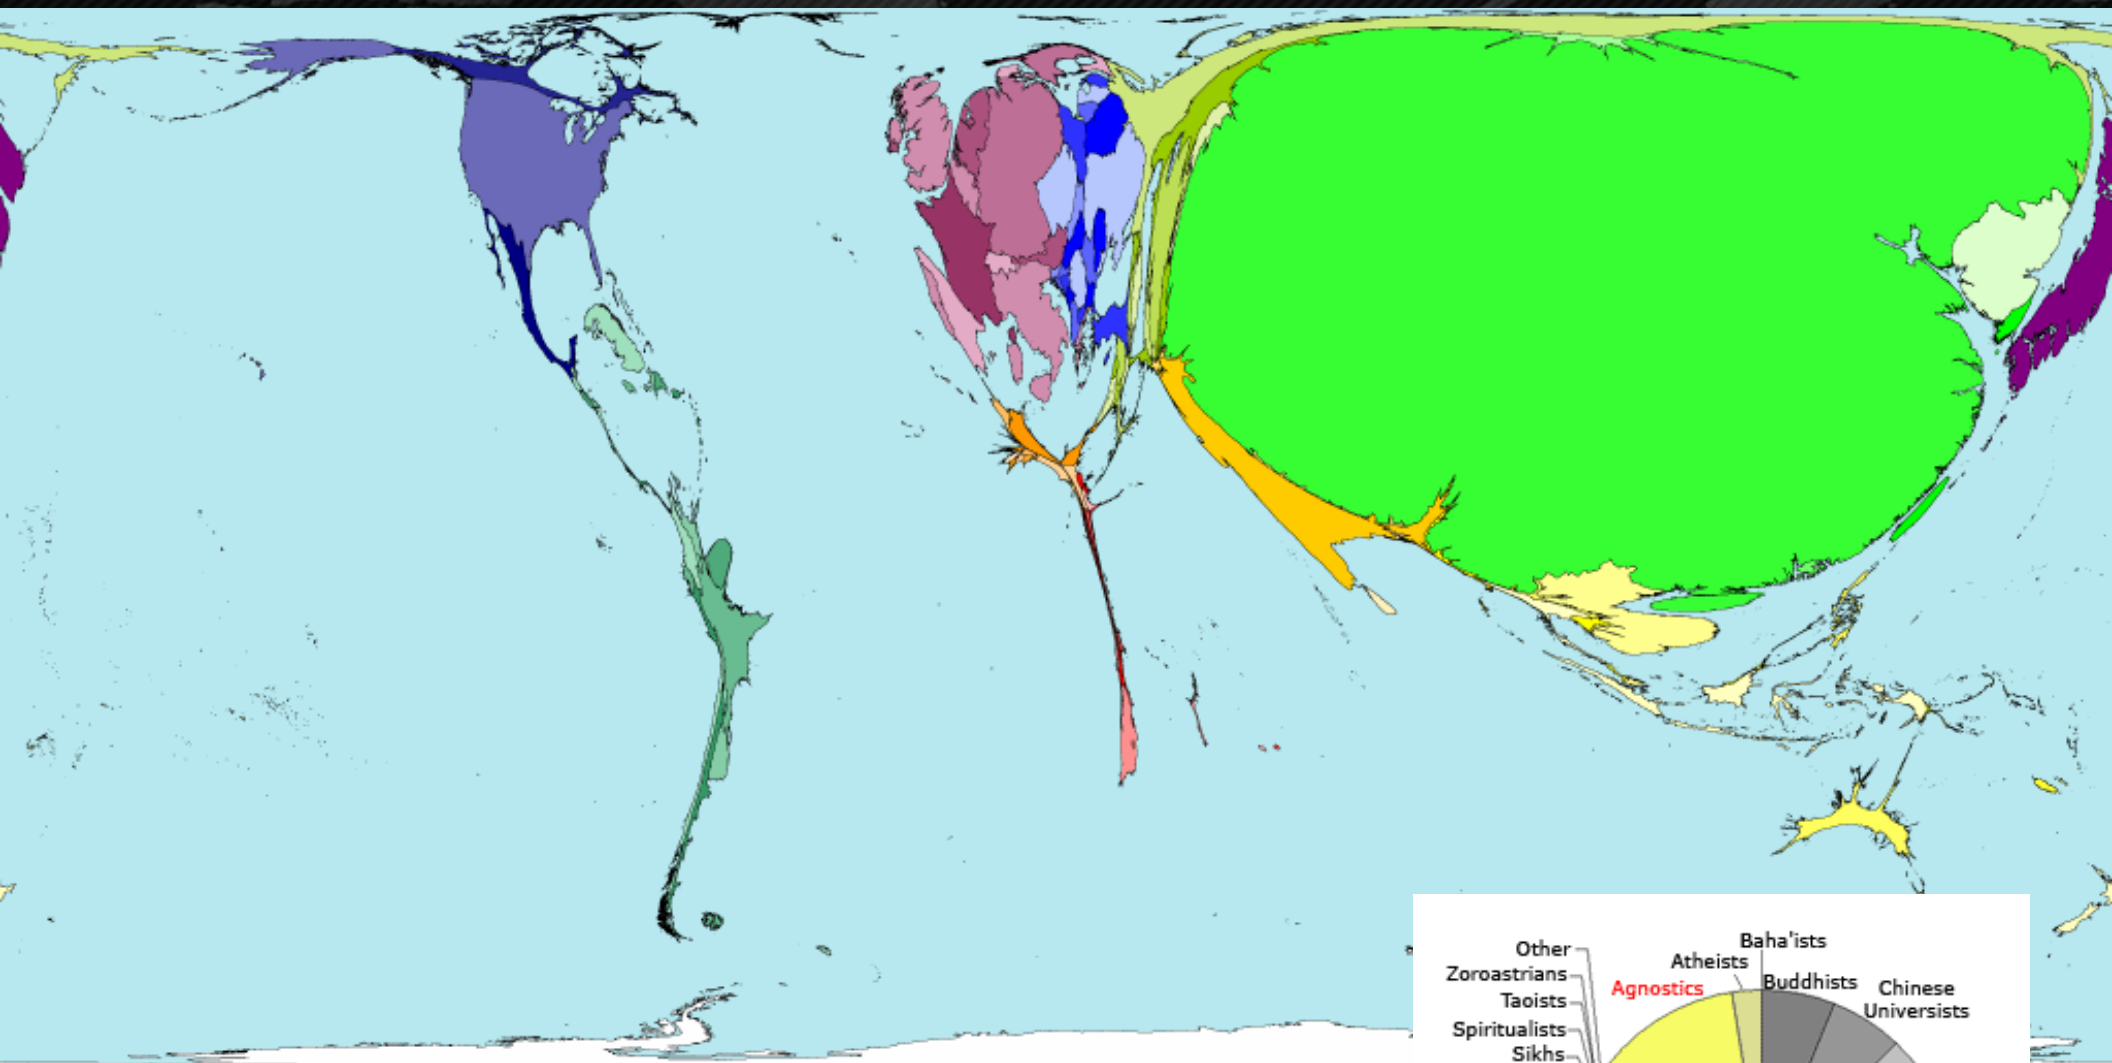 Other
Zoroastrians
Taoists
Spiritualists
Sikhs
Agnostics
Atheists
Baha'ists
Buddhists
Chinese
Universists